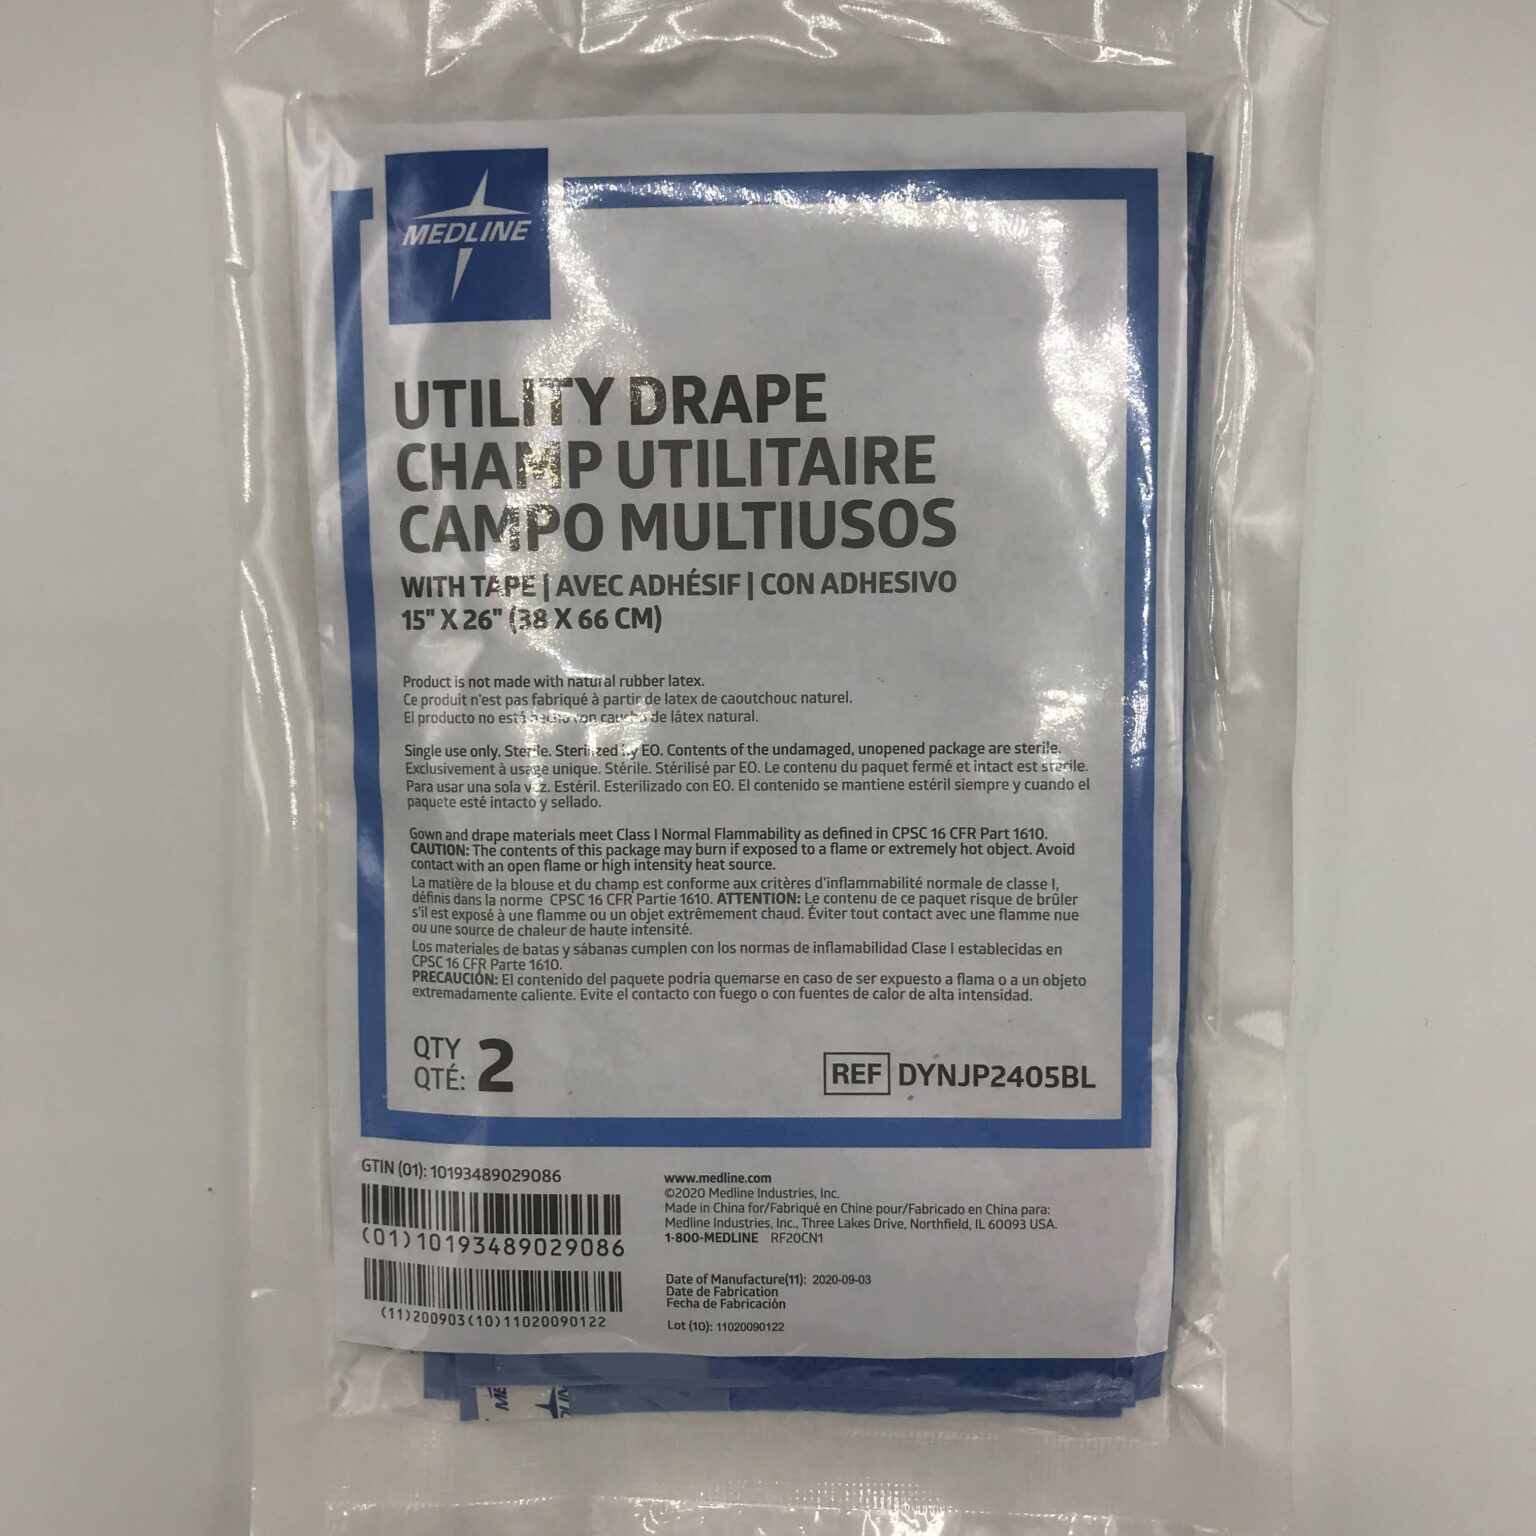 MEDLINE
UTILITY DRAPE
CHAMP UTILITAIRE
CAMPO MULTIUSOS
WITH TAPE | AVEC ADHÉSIF | CON ADHESIVO
15" X 26" (38 X 66 CM)
Product is not made with natural rubber latex.
Ce produit n'est pas fabriqué à partir de latex de caoutchouc naturel.
El producto no está hecho con caucho de látex natural.
Single use only. Sterile. Sterilized by EO. Contents of the undamaged, unopened package are sterile.
Exclusivement à usage unique. Stérile. Stérilisé par EO. Le contenu du paquet fermé et intact est stérile.
Para usar una sola vez. Estéril. Esterilizado con EO. El contenido se mantiene estéril siempre y cuando el
paquete esté intacto y sellado.
Gown and drape materials meet Class I Normal Flammability as defined in CPSC 16 CFR Part 1610.
CAUTION: The contents of this package may burn if exposed to a flame or extremely hot object. Avoid
contact with an open flame or high intensity heat source.
La matière de la blouse et du champ est conforme aux critères d'inflammabilité normale de classe I,
définis dans la norme CPSC 16 CFR Partie 1610. ATTENTION: Le contenu de ce paquet risque de brûler
s'il est exposé à une flamme ou un objet extrêmement chaud. Éviter tout contact avec une flamme nue
ou une source de chaleur de haute intensité.
Los materiales de batas y sábanas cumplen con los normas de inflamabilidad Clase I establecidas en
CPSC 16 CFR Parte 1610.
PRECAUCIÓN: El contenido del paquete podría quemarse en caso de ser expuesto a flama o a un objeto
extremadamente caliente. Evite el contacto con fuego o con fuentes de calor de alta intensidad.
QTY
QTÉ: 2
REF DYNJP2405BL
GTIN (01): 10193489029086
(01)10193489029086
(11)200903(10)11020090122
www.medline.com
©2020 Medline Industries, Inc.
Made in China for/Fabriqué en Chine pour/Fabricado en China para:
Medline Industries, Inc., Three Lakes Drive, Northfield, IL 60093 USA.
1-800-MEDLINE RF20CN1
Date of Manufacture(11): 2020-09-03
Date de Fabrication
Fecha de Fabricación
Lot (10): 11020090122